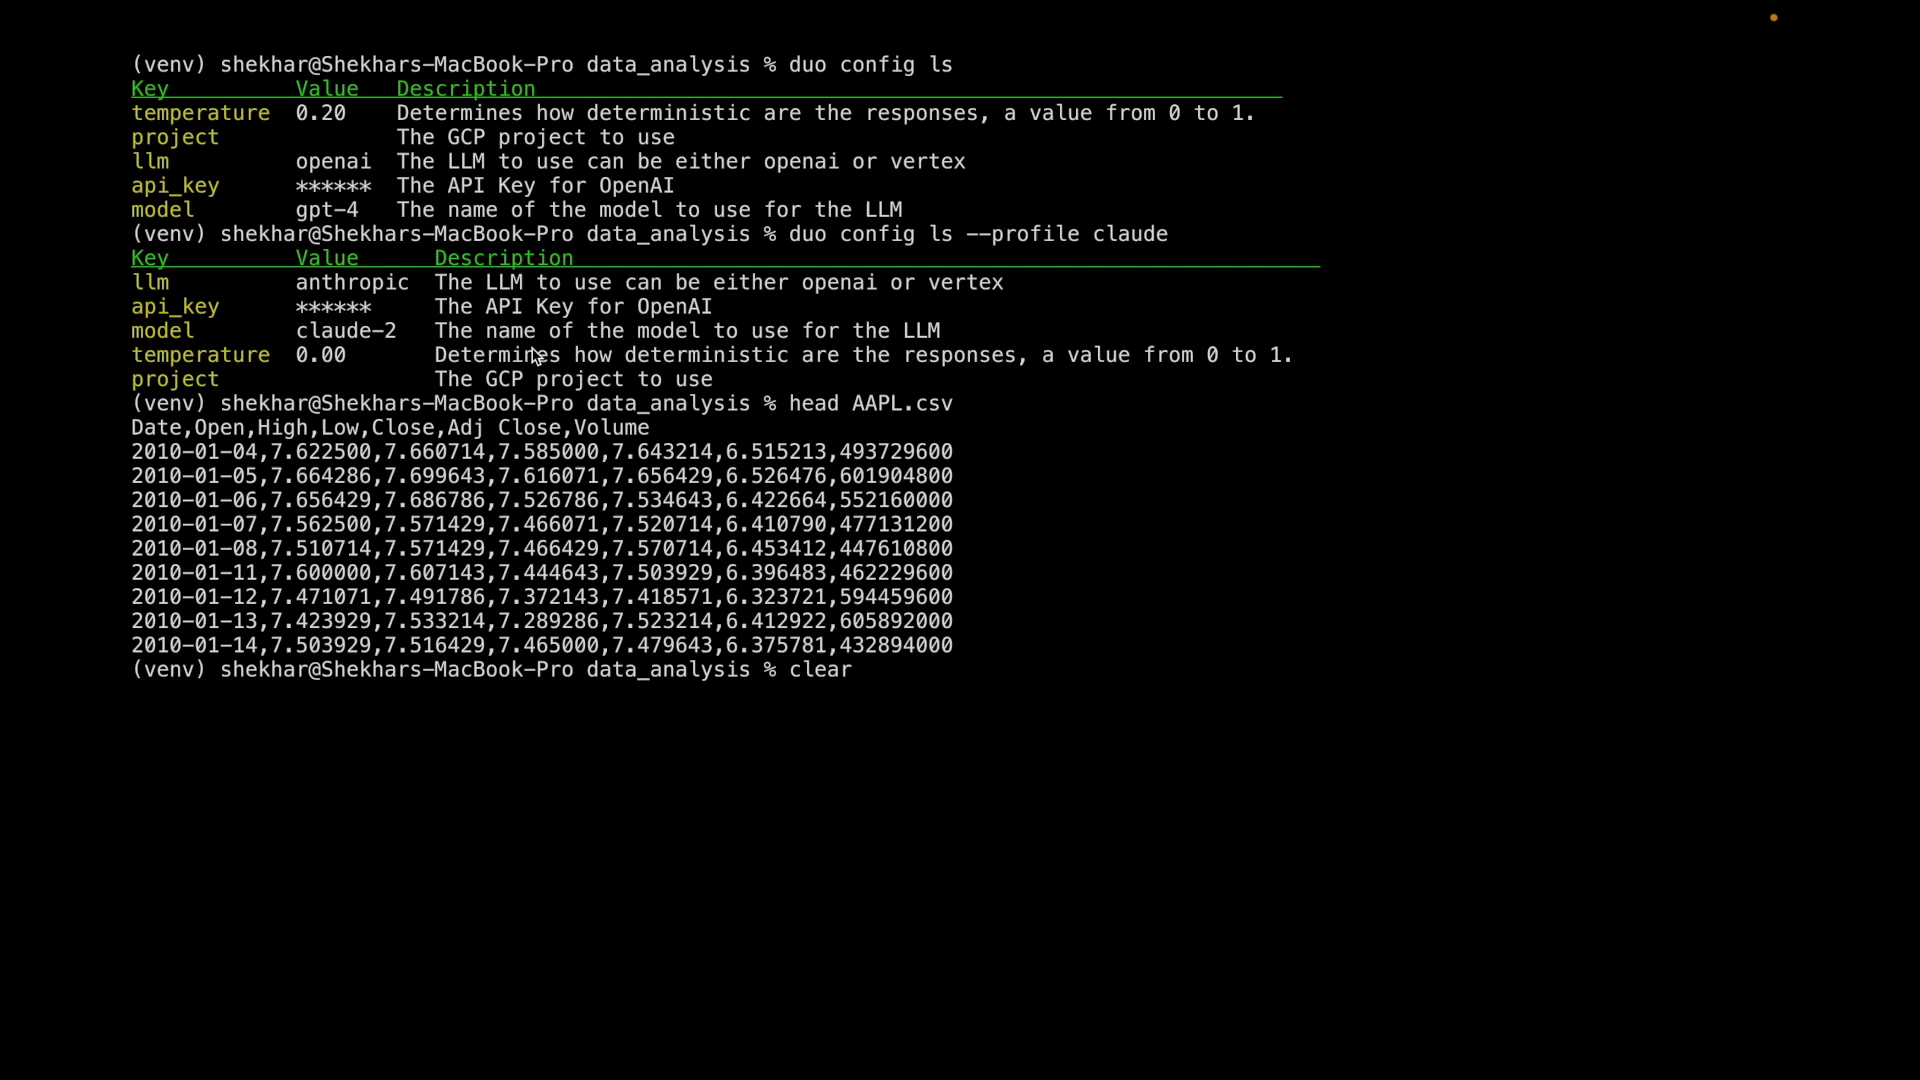 (venv) shekhar@Shekhars-MacBook-Pro data_analysis % duo config ls
Key Value Description
temperature 0.20 Determines how deterministic are the responses, a value from 0 to 1.
project The GCP project to use
llm openai The LLM to use can be either openai or vertex
api_key ****** The API Key for OpenAI
model gpt-4 The name of the model to use for the LLM
(venv) shekhar@Shekhars-MacBook-Pro data_analysis % duo config ls --profile claude
Key Value Description
llm anthropic The LLM to use can be either openai or vertex
api_key ****** The API Key for OpenAI
model claude-2 The name of the model to use for the LLM
temperature 0.00 Determines how deterministic are the responses, a value from 0 to 1.
project The GCP project to use
(venv) shekhar@Shekhars-MacBook-Pro data_analysis % head AAPL.csv
Date,Open,High,Low,Close,Adj Close,Volume
2010-01-04,7.622500,7.660714,7.585000,7.643214,6.515213,493729600
2010-01-05,7.664286,7.699643,7.616071,7.656429,6.526476,601904800
2010-01-06,7.656429,7.686786,7.526786,7.534643,6.422664,552160000
2010-01-07,7.562500,7.571429,7.466071,7.520714,6.410790,477131200
2010-01-08,7.510714,7.571429,7.466429,7.570714,6.453412,447610800
2010-01-11,7.600000,7.607143,7.444643,7.503929,6.396483,462229600
2010-01-12,7.471071,7.491786,7.372143,7.418571,6.323721,594459600
2010-01-13,7.423929,7.533214,7.289286,7.523214,6.412922,605892000
2010-01-14,7.503929,7.516429,7.465000,7.479643,6.375781,432894000
(venv) shekhar@Shekhars-MacBook-Pro data_analysis % clear